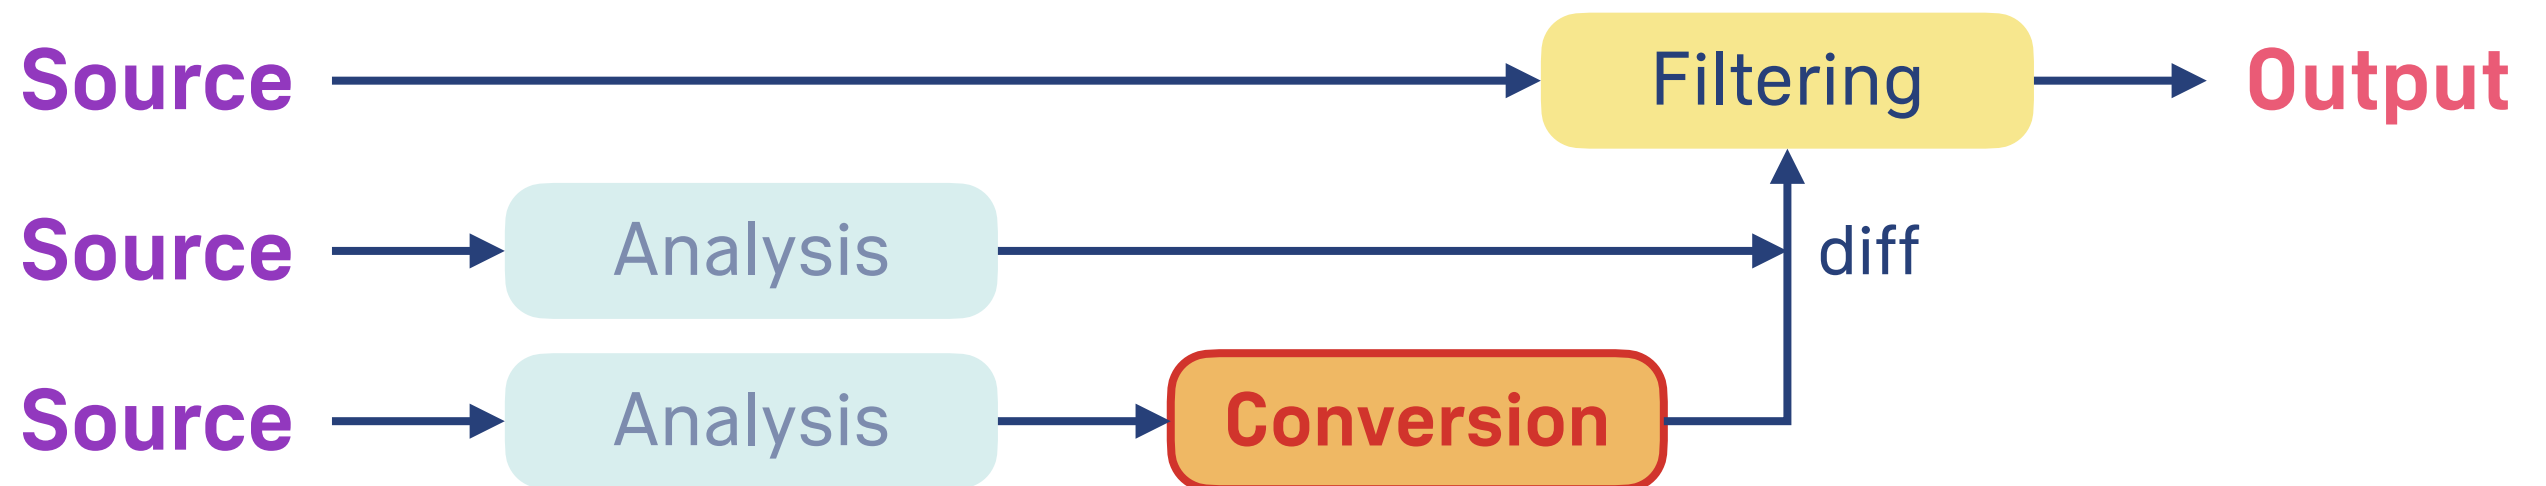 Source Filtering Output
Source Analysis diff
Source Analysis Conversion